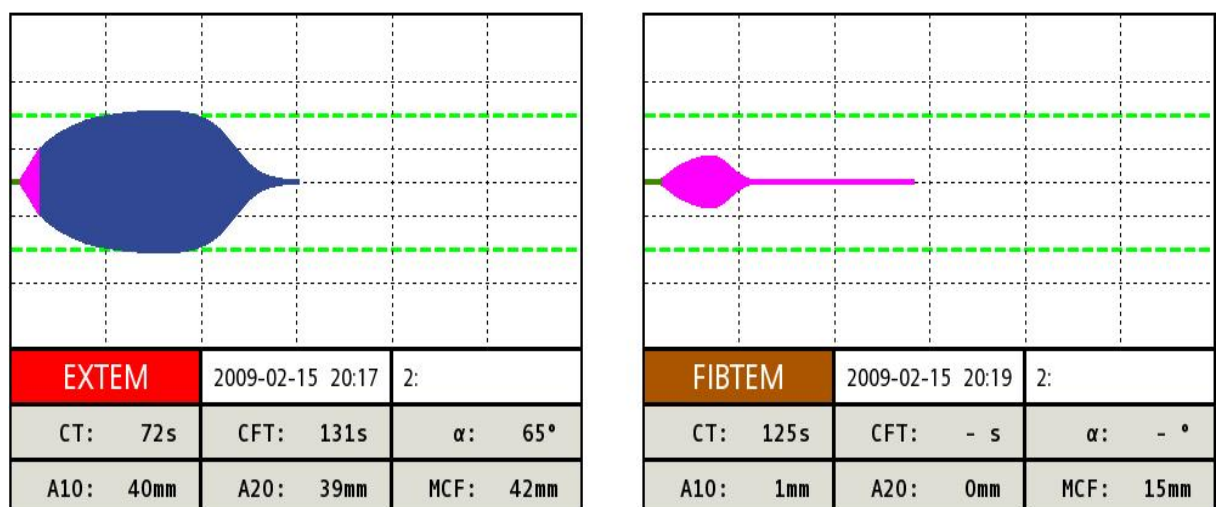 EXTEM 2009-02-15 20:17 2:
CT: 72s CFT: 131s α: 65°
A10: 40mm A20: 39mm MCF: 42mm
FIBTEM 2009-02-15 20:19 2:
CT: 125s CFT: - s α: - °
A10: 1mm A20: 0mm MCF: 15mm